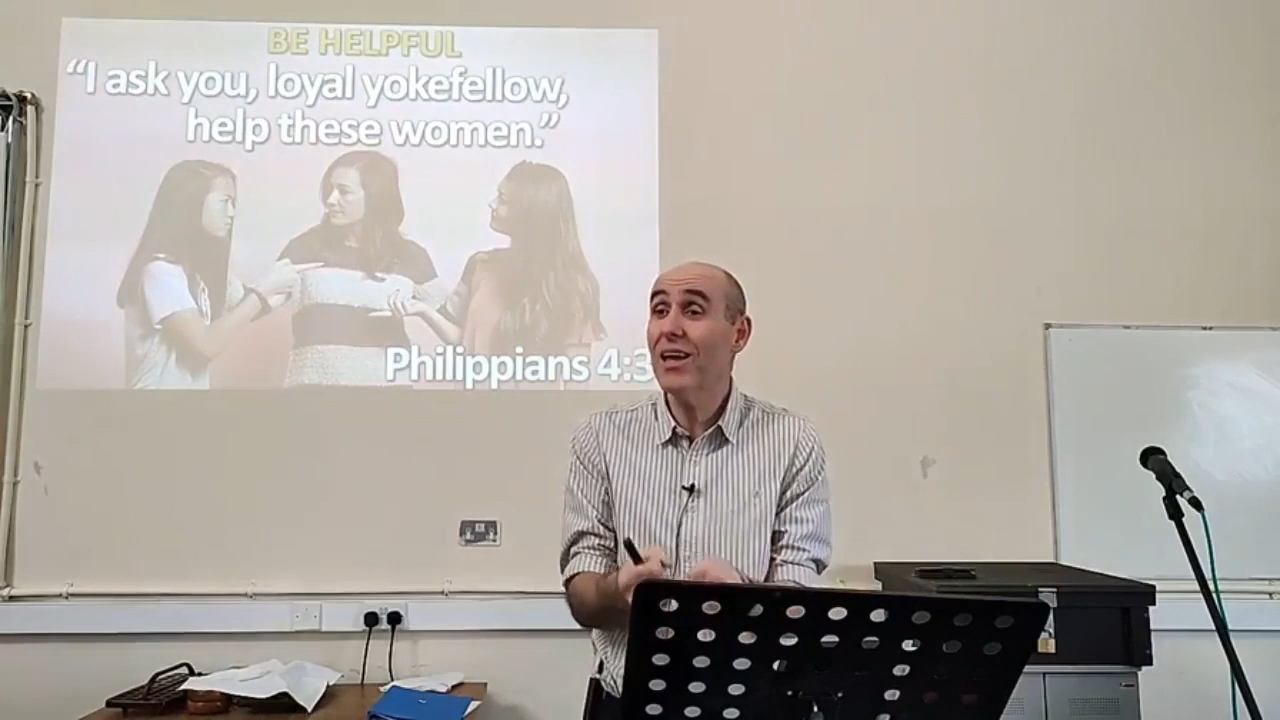 BE HELPFUL
“I ask you, loyal yokefellow,
help these women.”
Philippians 4:3